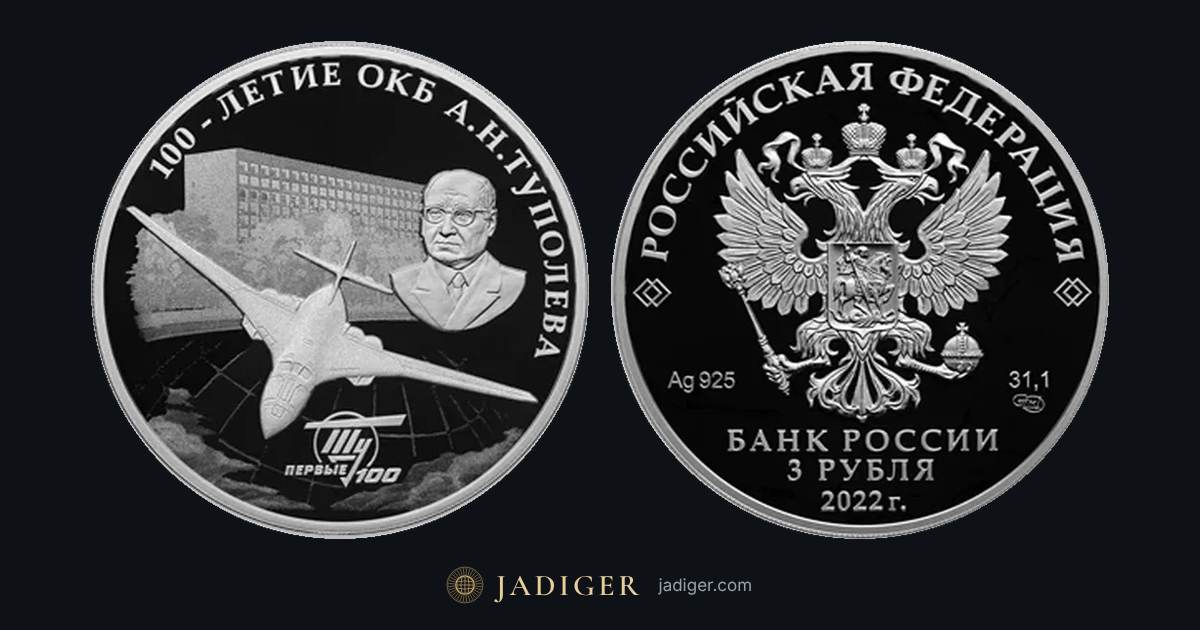 100 - ЛЕТИЕ ОКБ А.Н.ТУПОЛЕВА
Ту
ПЕРВЫЕ 100
РОССИЙСКАЯ ФЕДЕРАЦИЯ
Ag 925
31,1
БАНК РОССИИ
3 РУБЛЯ
2022 г.
JADIGER jadiger.com